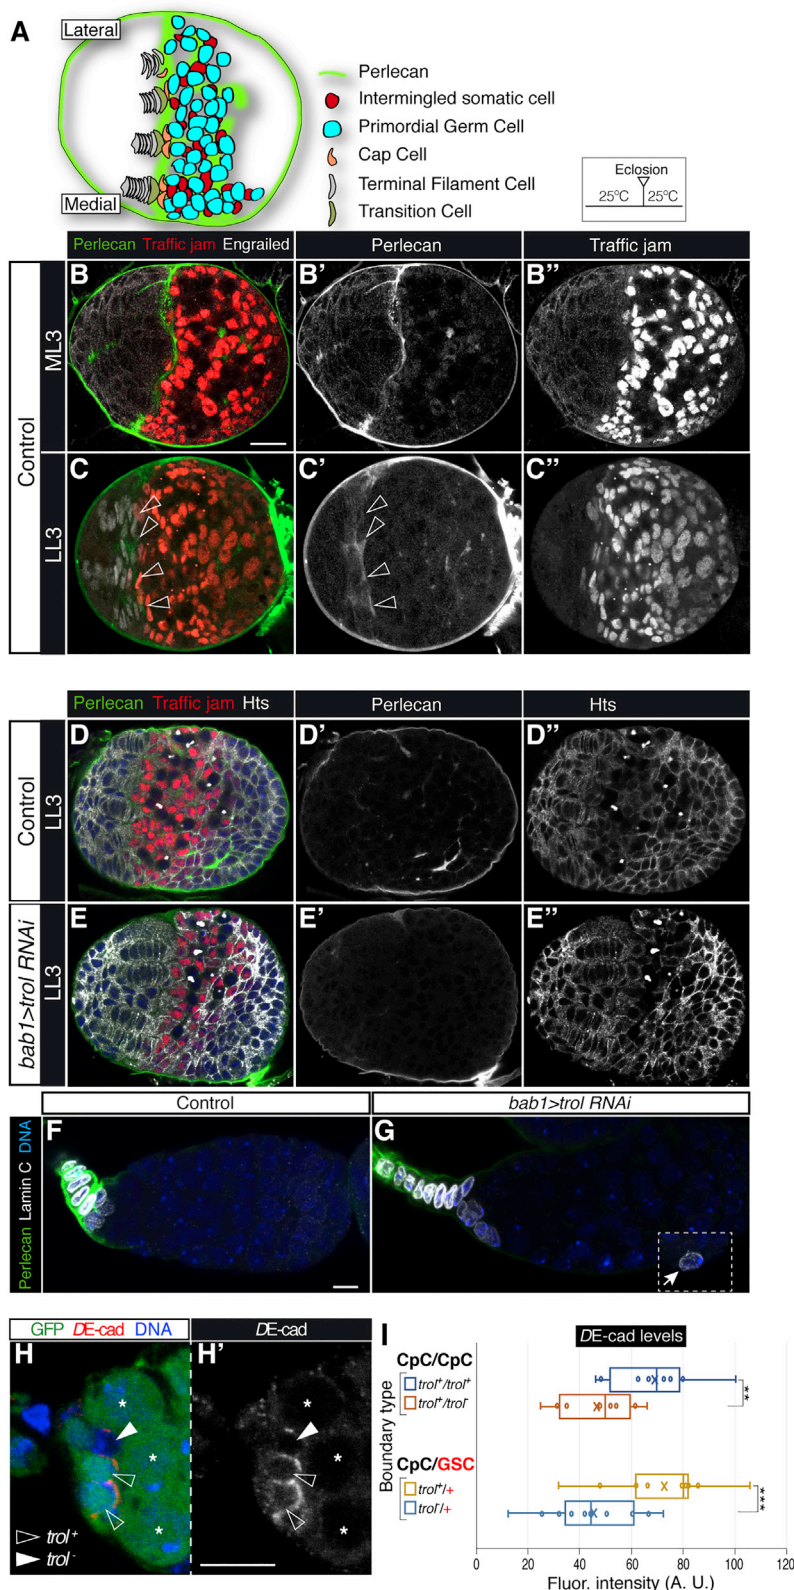 A
Lateral
Medial
Perlecan
Intermingled somatic cell
Primordial Germ Cell
Cap Cell
Terminal Filament Cell
Transition Cell
Eclosion
25°C 25°C
Perlecan Traffic jam Engrailed
Perlecan
Traffic jam
Control
ML3
B
B’
B’’
LL3
C
C’
C’’
Perlecan Traffic jam Hts
Perlecan
Hts
Control
LL3
D
D’
D’’
bab1>trol RNAi
LL3
E
E’
E’’
Control
bab1>trol RNAi
Perlecan Lamin C DNA
F
G
GFP DE-cad DNA
DE-cad
H
H’
*
*
*
*
*
*
trol+
trol-
I
DE-cad levels
Boundary type
CpC/CpC
trol+/trol+
trol+/trol-
**
CpC/GSC
trol+/+
trol-/+
***
0 20 40 60 80 100 120
Fluor. intensity (A. U.)